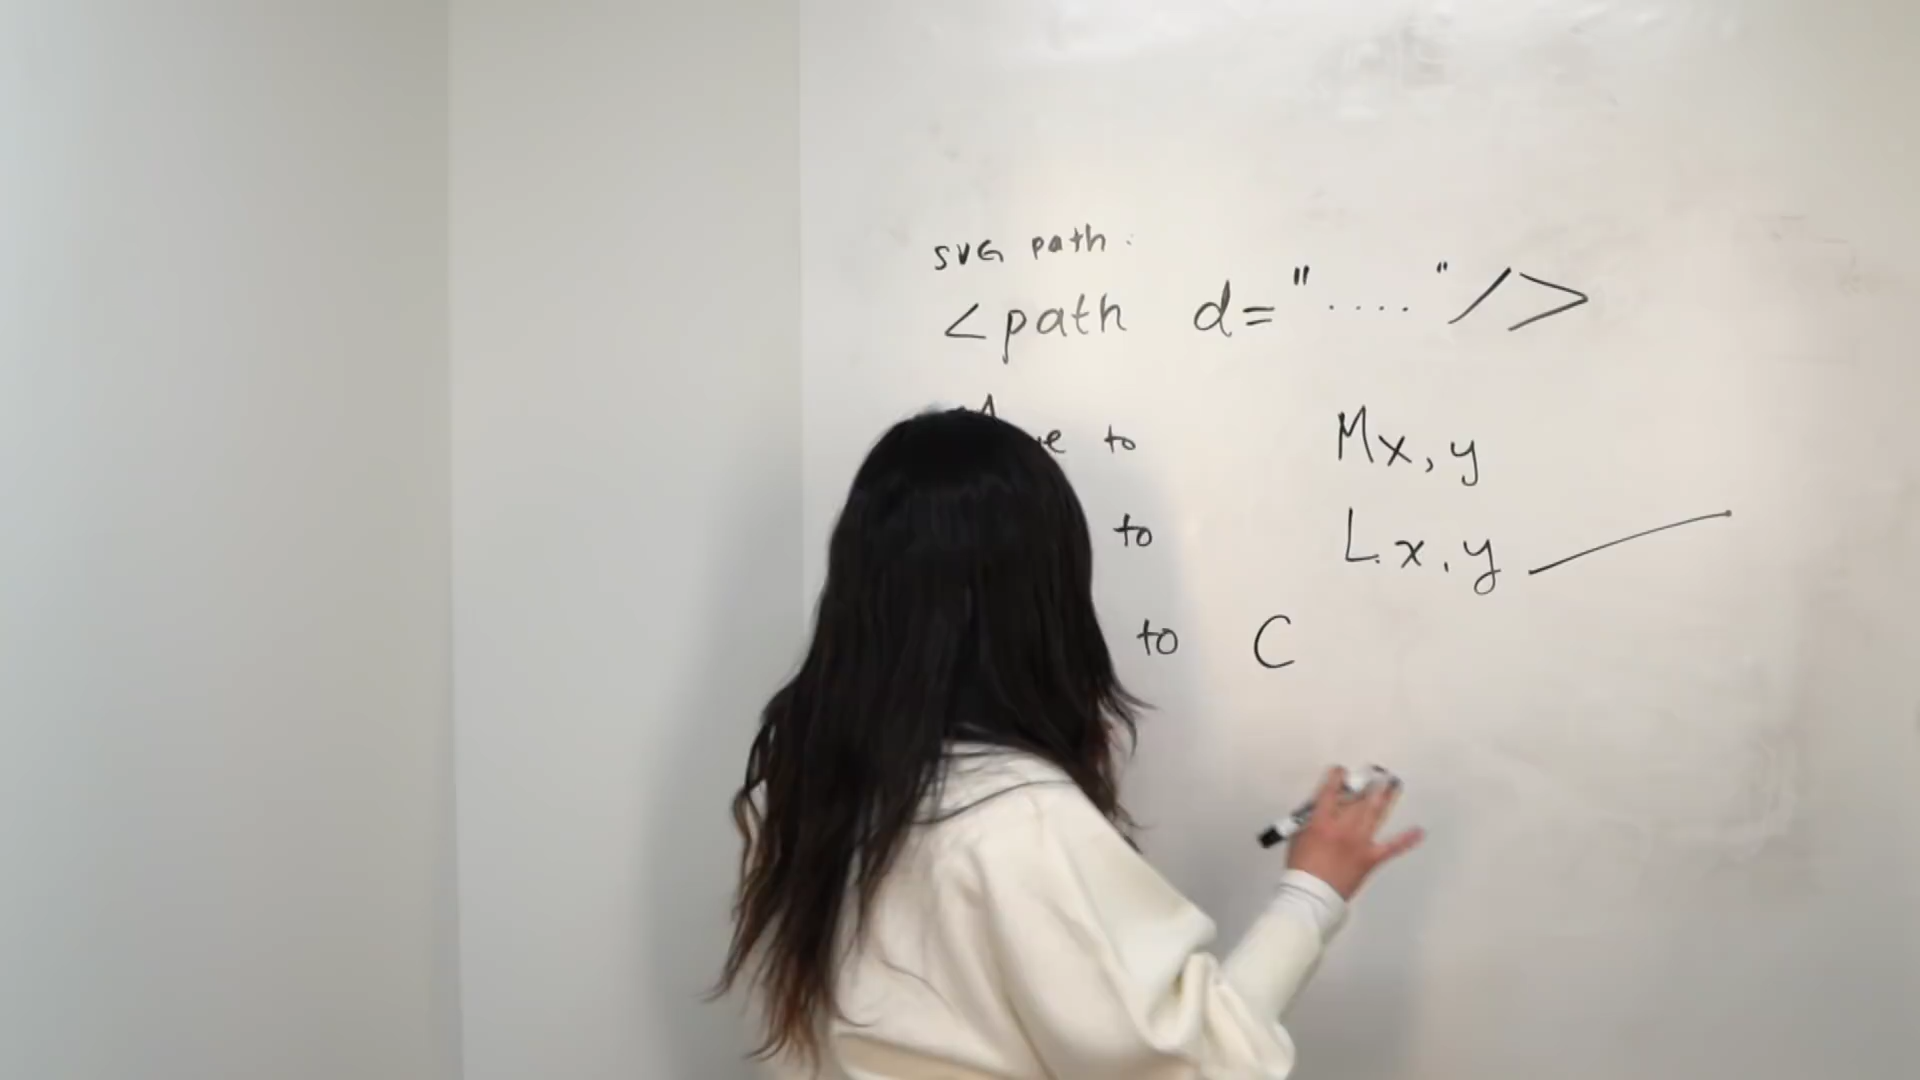 SVG path.
<path d="...."/>
to Mx, y
to L x, y
to C